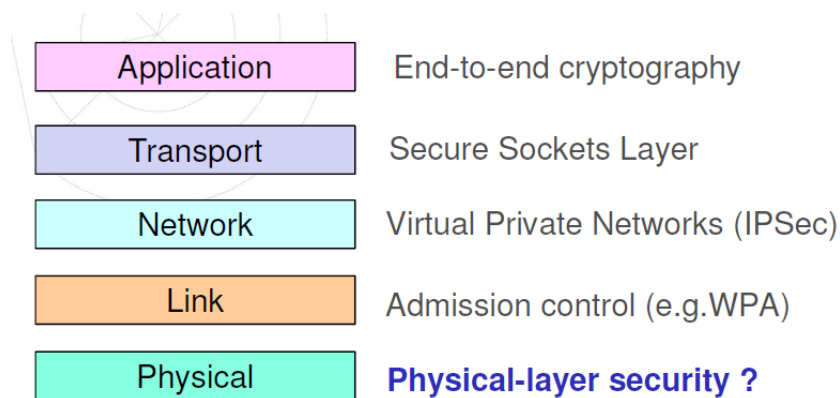 Application End-to-end cryptography
Transport Secure Sockets Layer
Network Virtual Private Networks (IPSec)
Link Admission control (e.g.WPA)
Physical Physical-layer security ?